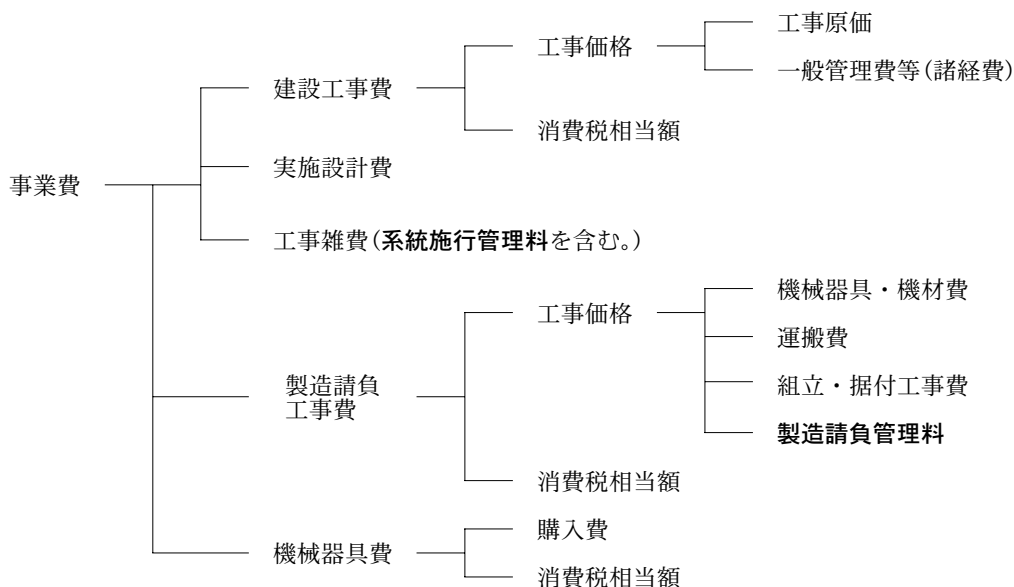 事業費
建設工事費
工事価格
工事原価
一般管理費等(諸経費)
消費税相当額
実施設計費
工事雑費(系統施行管理料を含む。)
製造請負
工事費
工事価格
機械器具・機材費
運搬費
組立・据付工事費
製造請負管理料
消費税相当額
機械器具費
購入費
消費税相当額